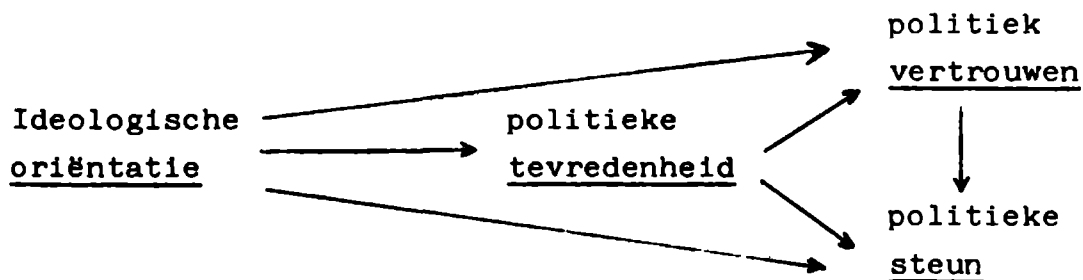 politiek
vertrouwen
Ideologische
oriëntatie
politieke
tevredenheid
politieke
steun